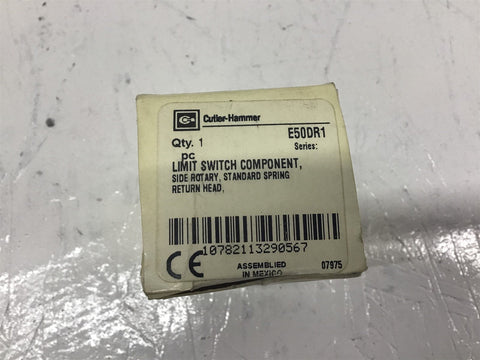 Cutler-Hammer
E50DR1
Qty. 1
Series:
pc
LIMIT SWITCH COMPONENT,
SIDE ROTARY, STANDARD SPRING
RETURN HEAD,
10782113290567
CE
ASSEMBLED
07975
IN MEXICO